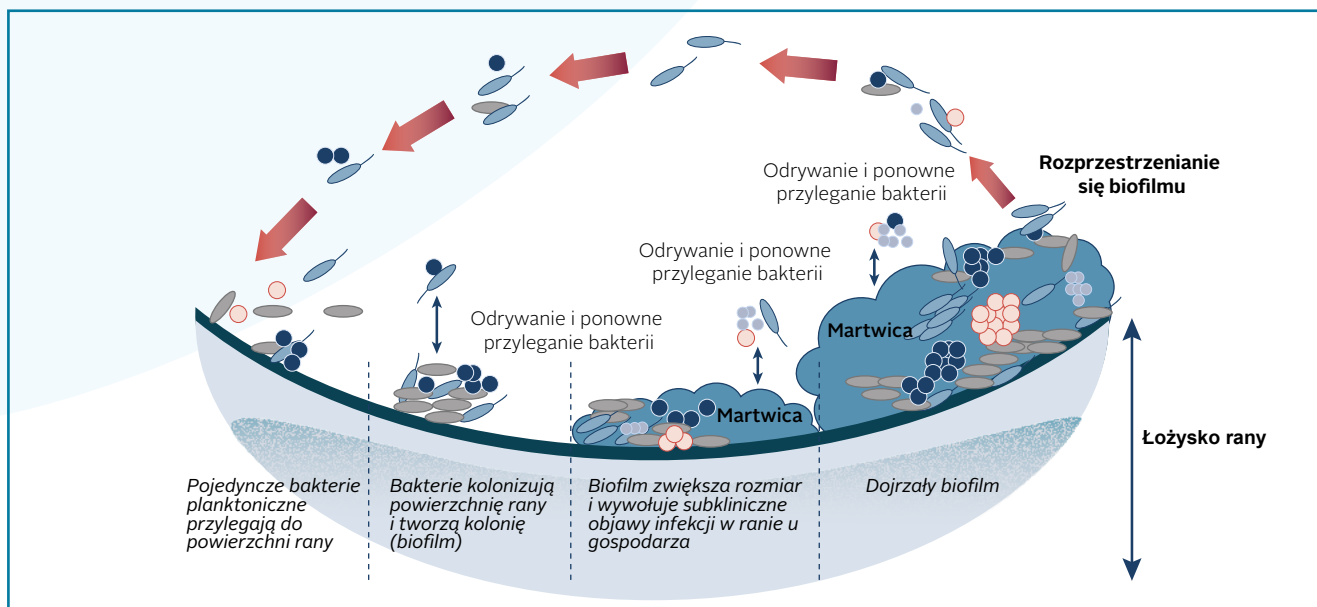 Rozprzestrzenianie
się biofilmu
Odrywanie i ponowne
przyleganie bakterii
Odrywanie i ponowne
przyleganie bakterii
Odrywanie i ponowne
przyleganie bakterii
Martwica
Martwica
Łożysko rany
Pojedyncze bakterie
planktoniczne
przylegają do
powierzchni rany
Bakterie kolonizują
powierzchnię rany
i tworzą kolonię
(biofilm)
Biofilm zwiększa rozmiar
i wywołuje subkliniczne
objawy infekcji w ranie u
gospodarza
Dojrzały biofilm